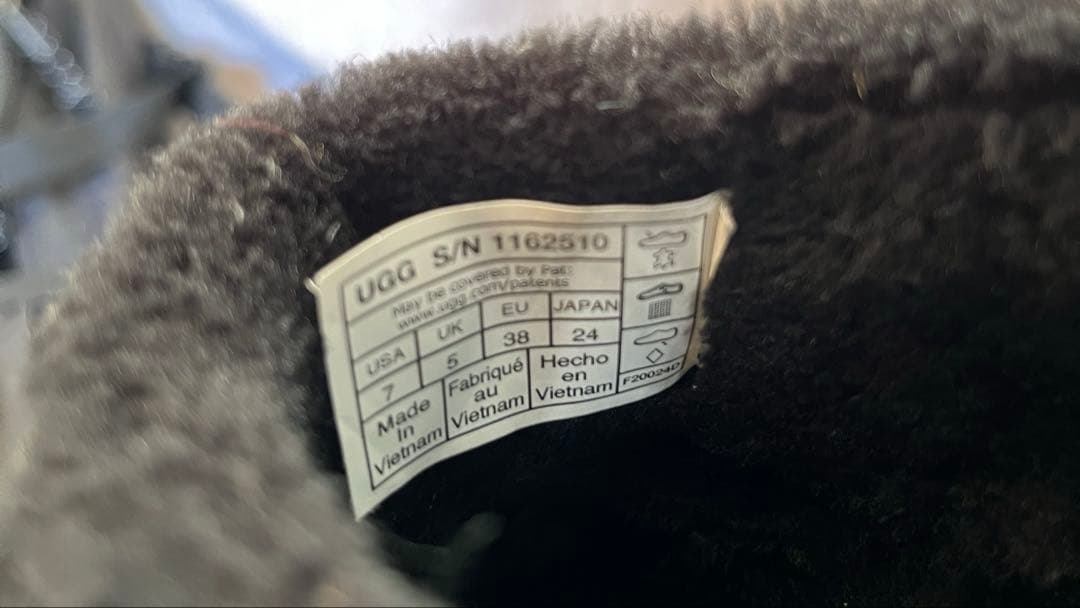 UGG S/N 1162510
May be covered by Pat:
www.ugg.com/patents
USA UK EU JAPAN
7 5 38 24
Made
in
Vietnam
Fabriqué
au
Vietnam
Hecho
en
Vietnam
F20024D